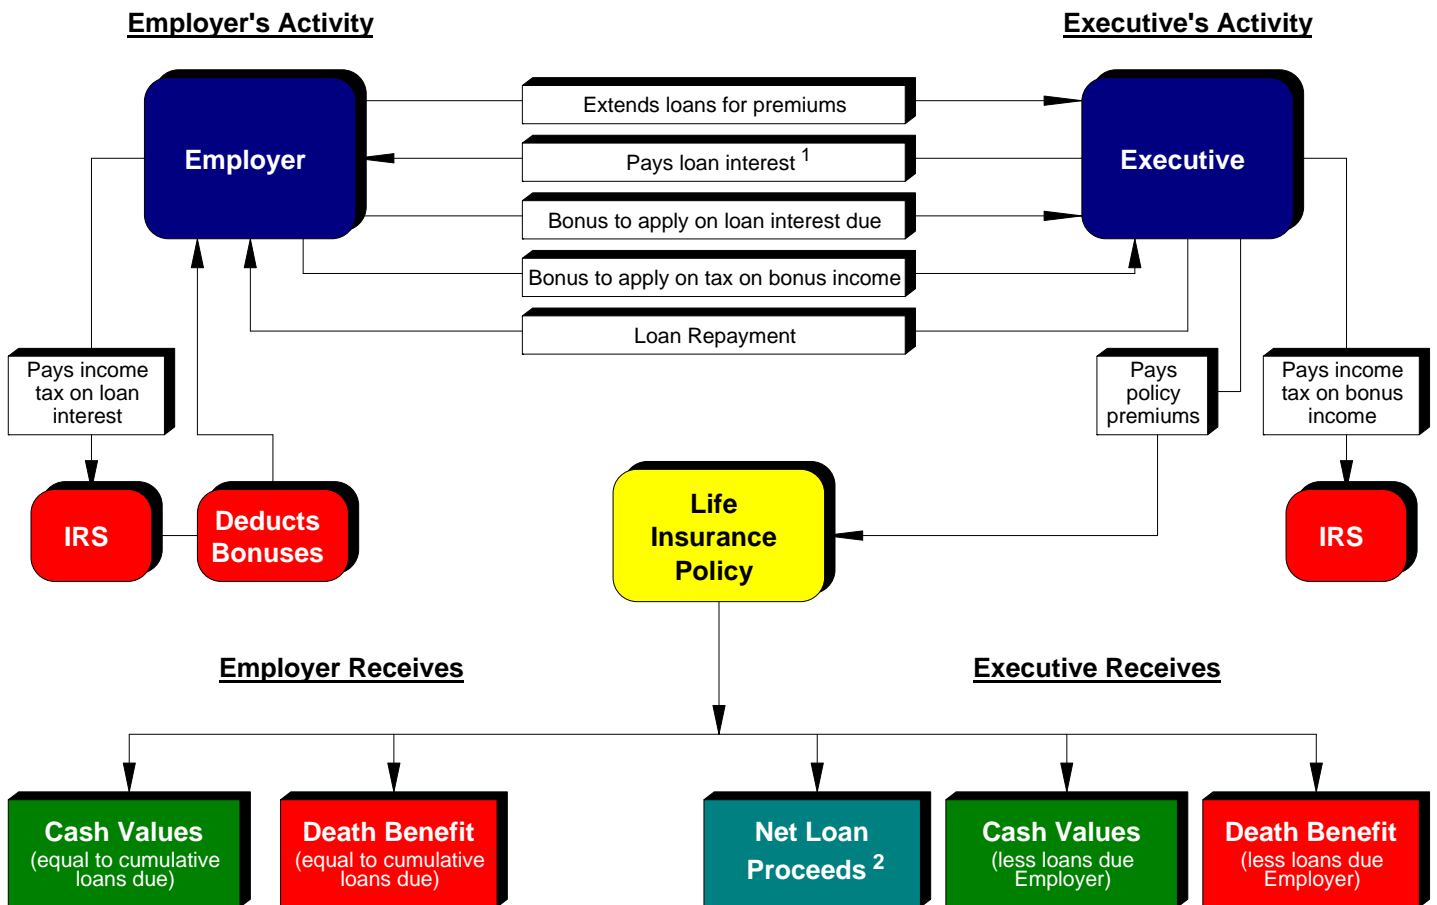 Employer's Activity
Executive's Activity
Extends loans for premiums
Employer
Pays loan interest 1
Executive
Bonus to apply on loan interest due
Bonus to apply on tax on bonus income
Loan Repayment
Pays income
tax on loan
interest
Pays
policy
premiums
Pays income
tax on bonus
income
IRS
Deducts
Bonuses
Life
Insurance
Policy
IRS
Employer Receives
Executive Receives
Cash Values
(equal to cumulative
loans due)
Death Benefit
(equal to cumulative
loans due)
Net Loan
Proceeds 2
Cash Values
(less loans due
Employer)
Death Benefit
(less loans due
Employer)